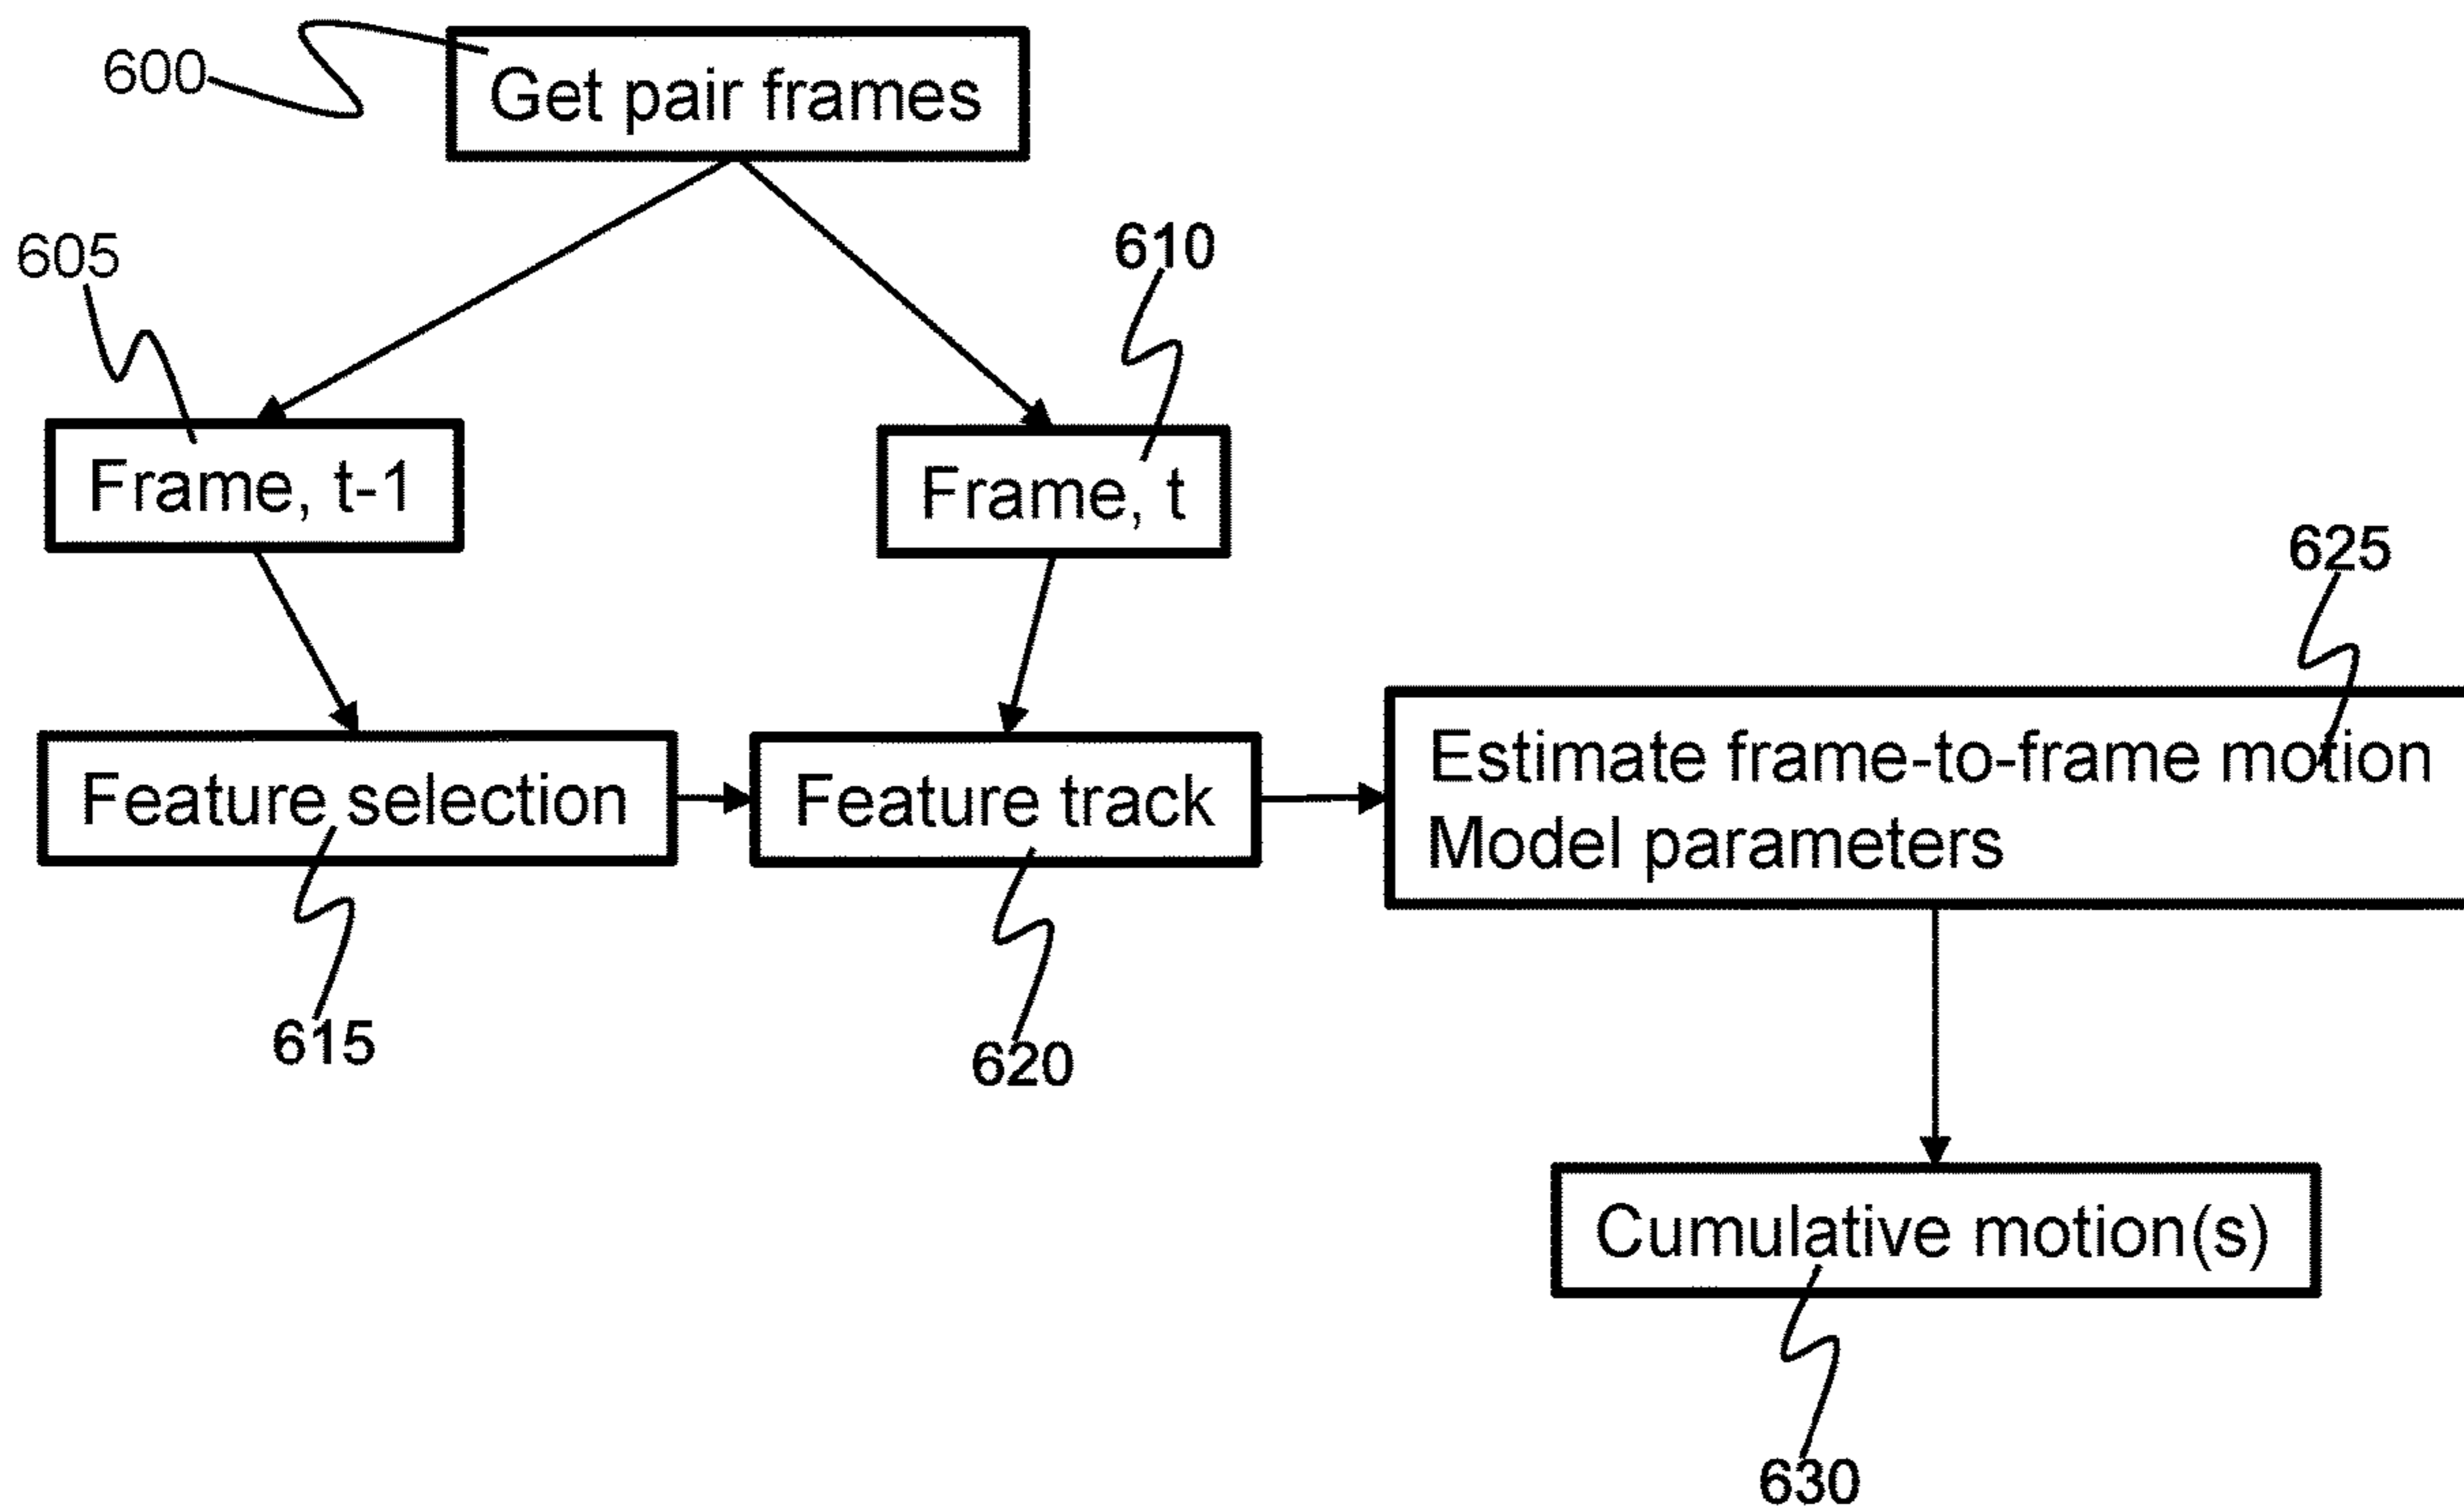 600
Get pair frames
605
610
Frame, t-1
Frame, t
625
Feature selection
Feature track
Estimate frame-to-frame motion
Model parameters
615
620
Cumulative motion(s)
630